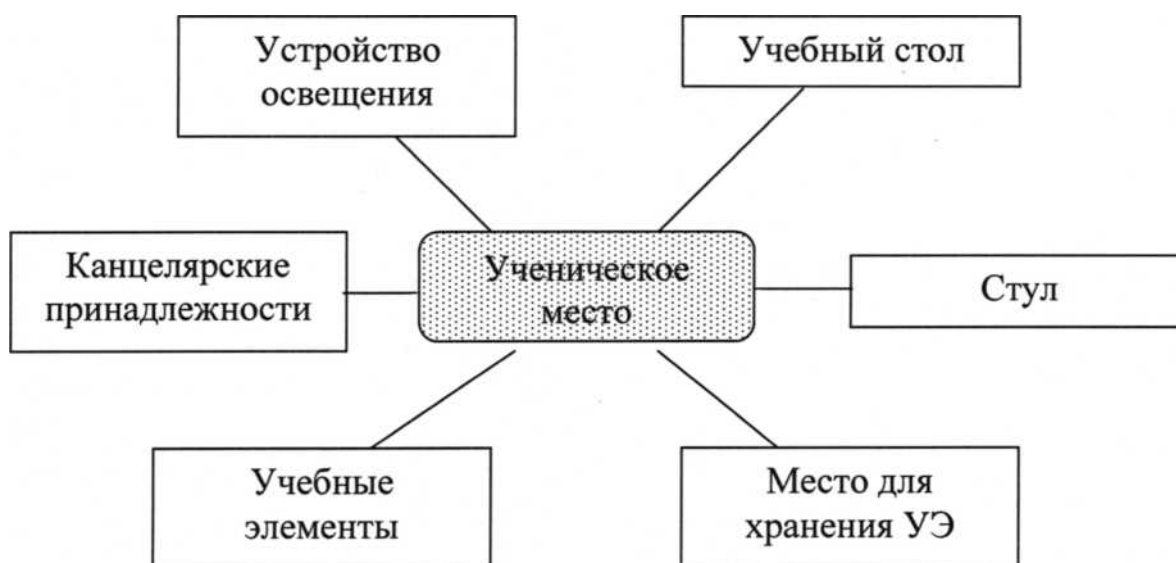 Устройство
освещения
Учебный стол
Канцелярские
принадлежности
Ученическое
место
Стул
Учебные
элементы
Место для
хранения УЭ